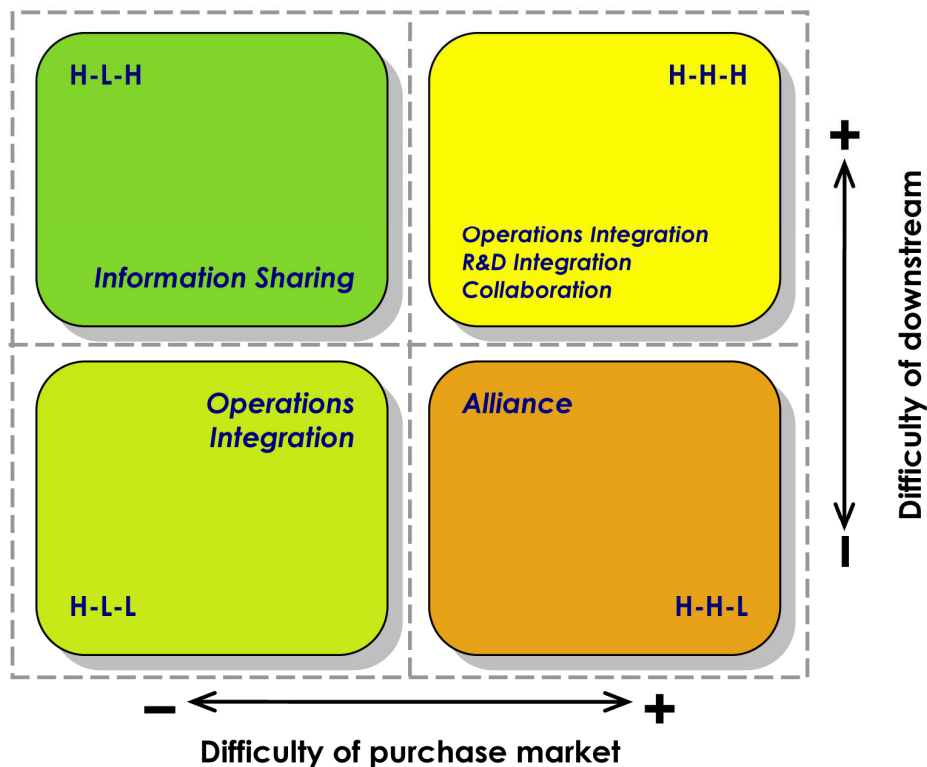 H-L-H
H-H-H
Information Sharing
Operations Integration
R&D Integration
Collaboration
Operations
Integration
Alliance
H-L-L
H-H-L
+
Difficulty of downstream
–
– +
Difficulty of purchase market